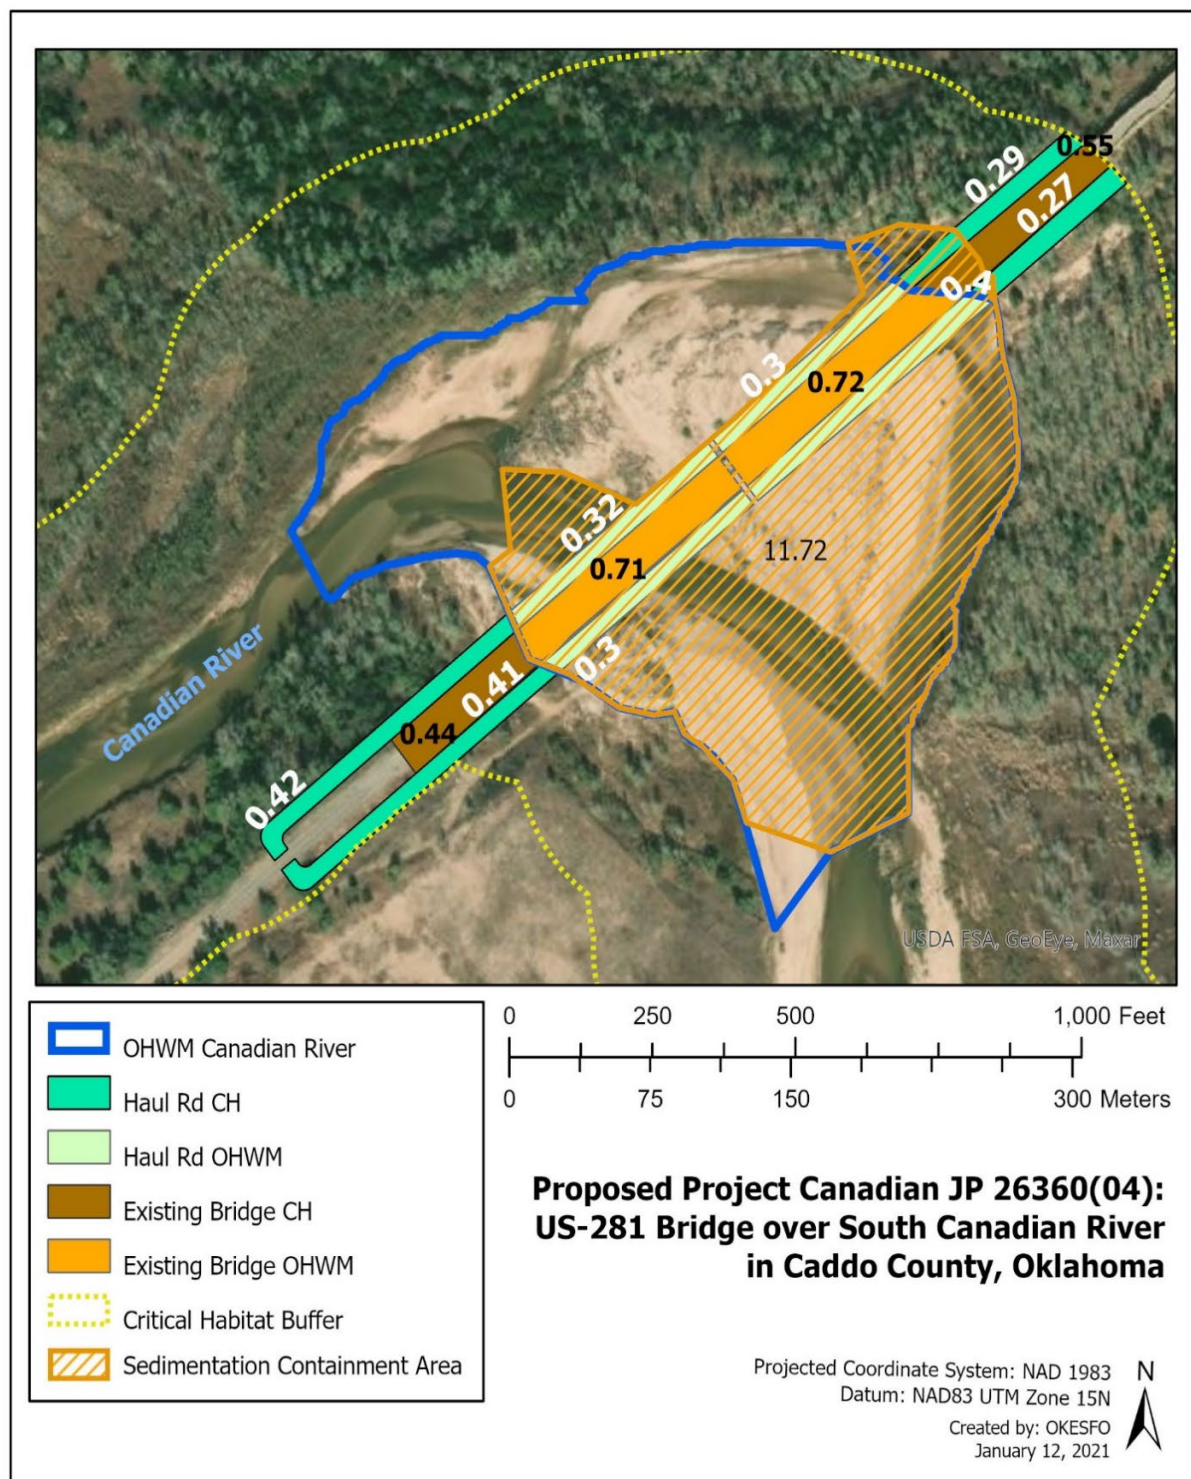 0.55
0.29
0.27
0.4
0.3
0.72
0.32
11.72
0.71
0.3
0.41
0.44
0.42
Canadian River
USDA FSA, GeoEye, Maxar
OHWM Canadian River
Haul Rd CH
Haul Rd OHWM
Existing Bridge CH
Existing Bridge OHWM
Critical Habitat Buffer
Sedimentation Containment Area
0 250 500 1,000 Feet
0 75 150 300 Meters
Proposed Project Canadian JP 26360(04):
US-281 Bridge over South Canadian River
in Caddo County, Oklahoma
Projected Coordinate System: NAD 1983
Datum: NAD83 UTM Zone 15N
Created by: OKESFO
January 12, 2021
N